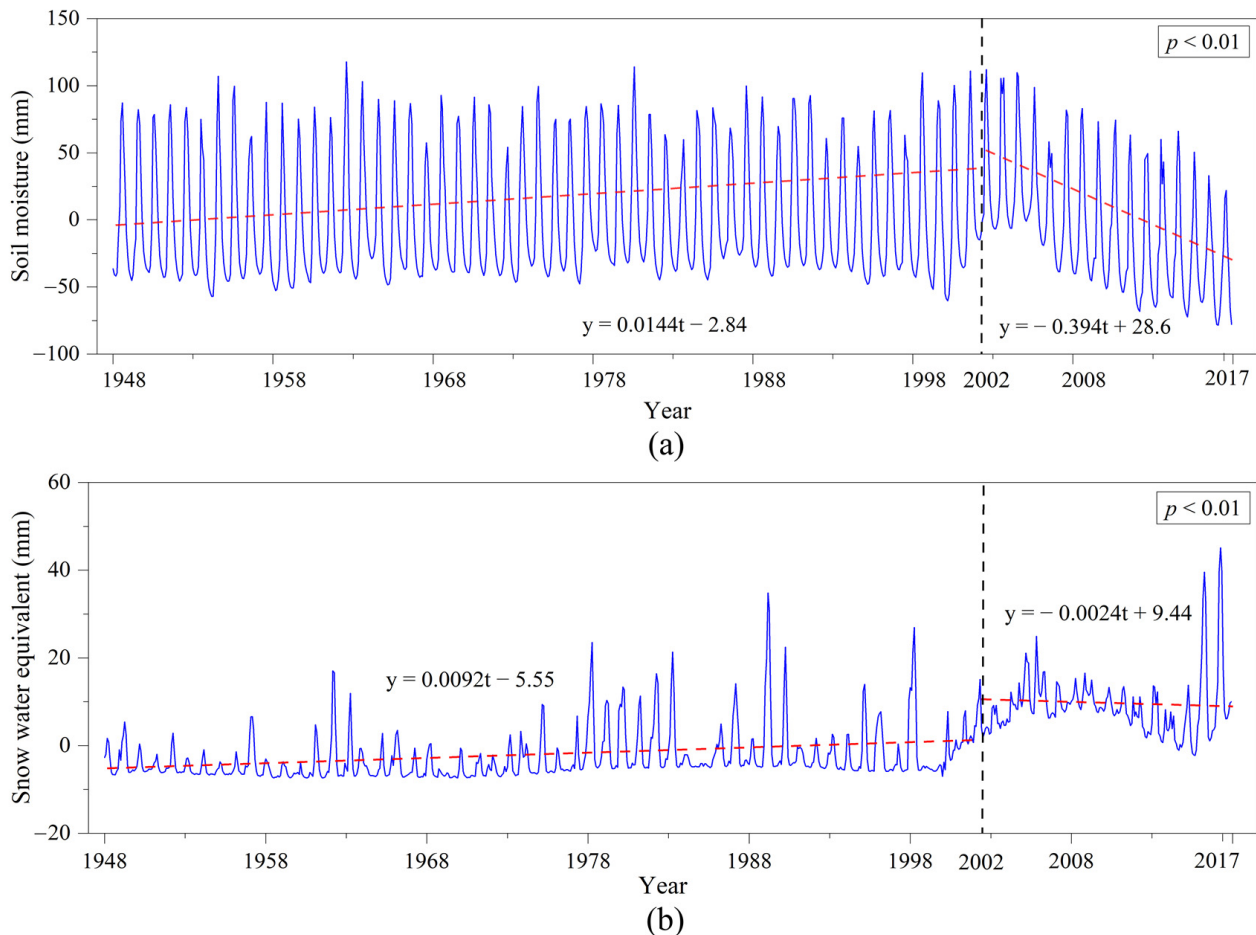 150
p < 0.01
100
50
0
−50
−100
Soil moisture (mm)
y = 0.0144t − 2.84
y = − 0.394t + 28.6
1948 1958 1968 1978 1988 1998 2002 2008 2017
Year
(a)
60
p < 0.01
40
20
0
−20
Snow water equivalent (mm)
y = − 0.0024t + 9.44
y = 0.0092t − 5.55
1948 1958 1968 1978 1988 1998 2002 2008 2017
Year
(b)